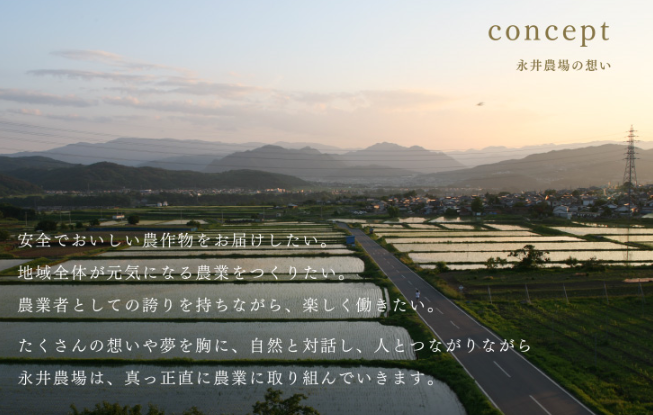 concept
永井農場の想い
安全でおいしい農作物をお届けしたい。
地域全体が元気になる農業をつくりたい。
農業者としての誇りを持ちながら、楽しく働きたい。
たくさんの想いや夢を胸に、自然と対話し、人とつながりながら
永井農場は、真っ正直に農業に取り組んでいきます。